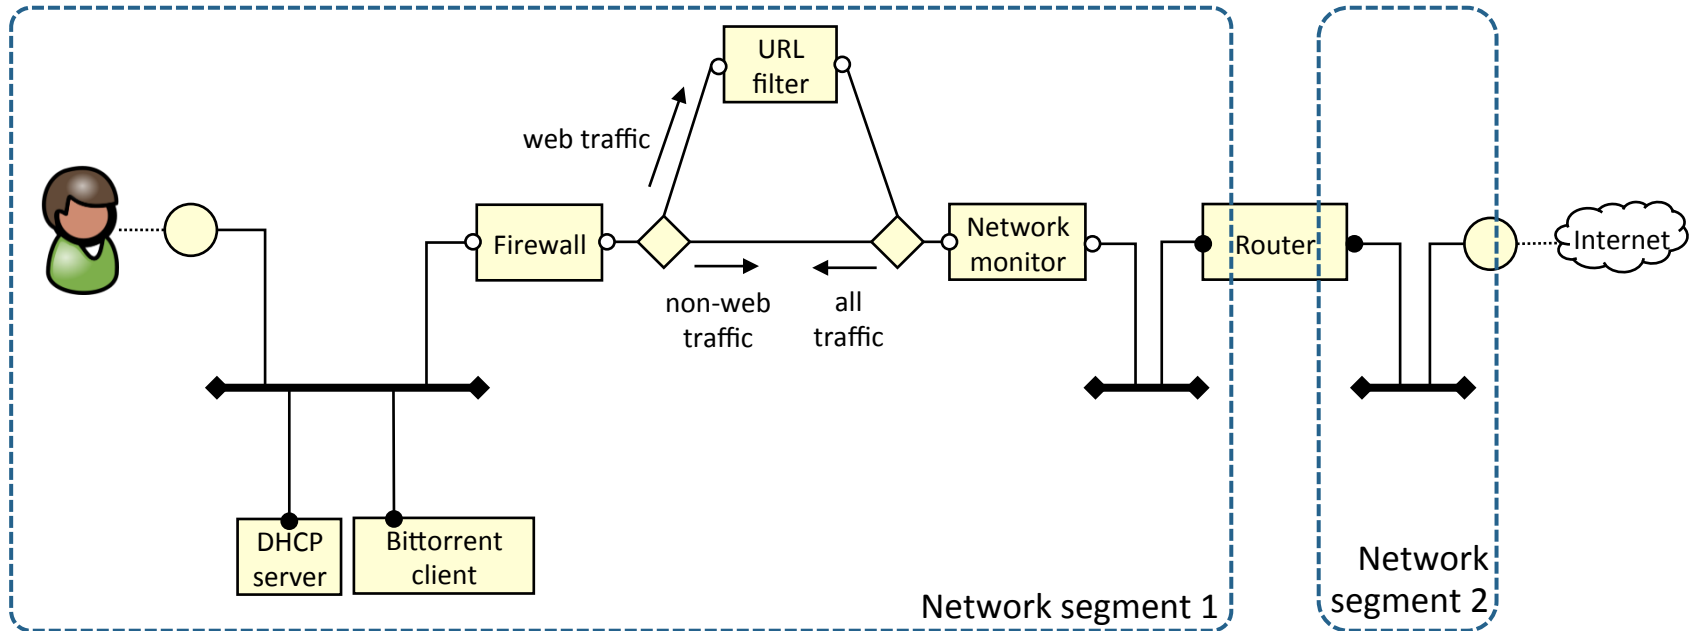 URL
filter
web traffic
Firewall
Network
monitor
Router
Internet
non-web
traffic
all
traffic
DHCP
server
Bittorrent
client
Network segment 1
Network
segment 2